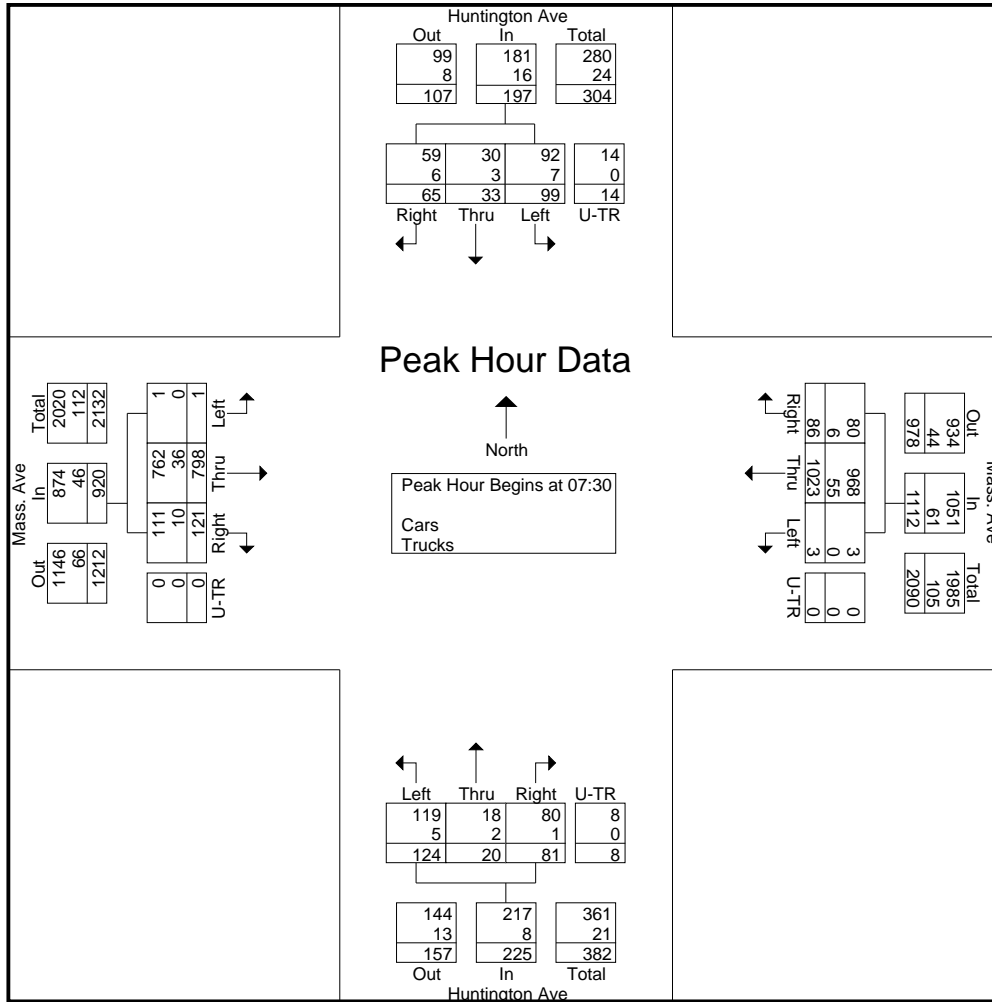 Huntington Ave
Out In Total
99 181 280
8 16 24
107 197 304
59 30 92 14
6 3 7 0
65 33 99 14
Right Thru Left U-TR
Peak Hour Data
North
Peak Hour Begins at 07:30
Cars
Trucks
Mass. Ave
Total In Out
2020 874 1146
112 46 66
2132 920 1212
1 762 111 0
0 36 10 0
1 798 121 0
Left Thru Right U-TR
Mass. Ave
Out In Total
934 1051 1985
44 61 105
978 1112 2090
80 968 3 0
6 55 0 0
86 1023 3 0
Right Thru Left U-TR
Left Thru Right U-TR
119 18 80 8
5 2 1 0
124 20 81 8
144 217 361
13 8 21
157 225 382
Out In Total
Huntington Ave